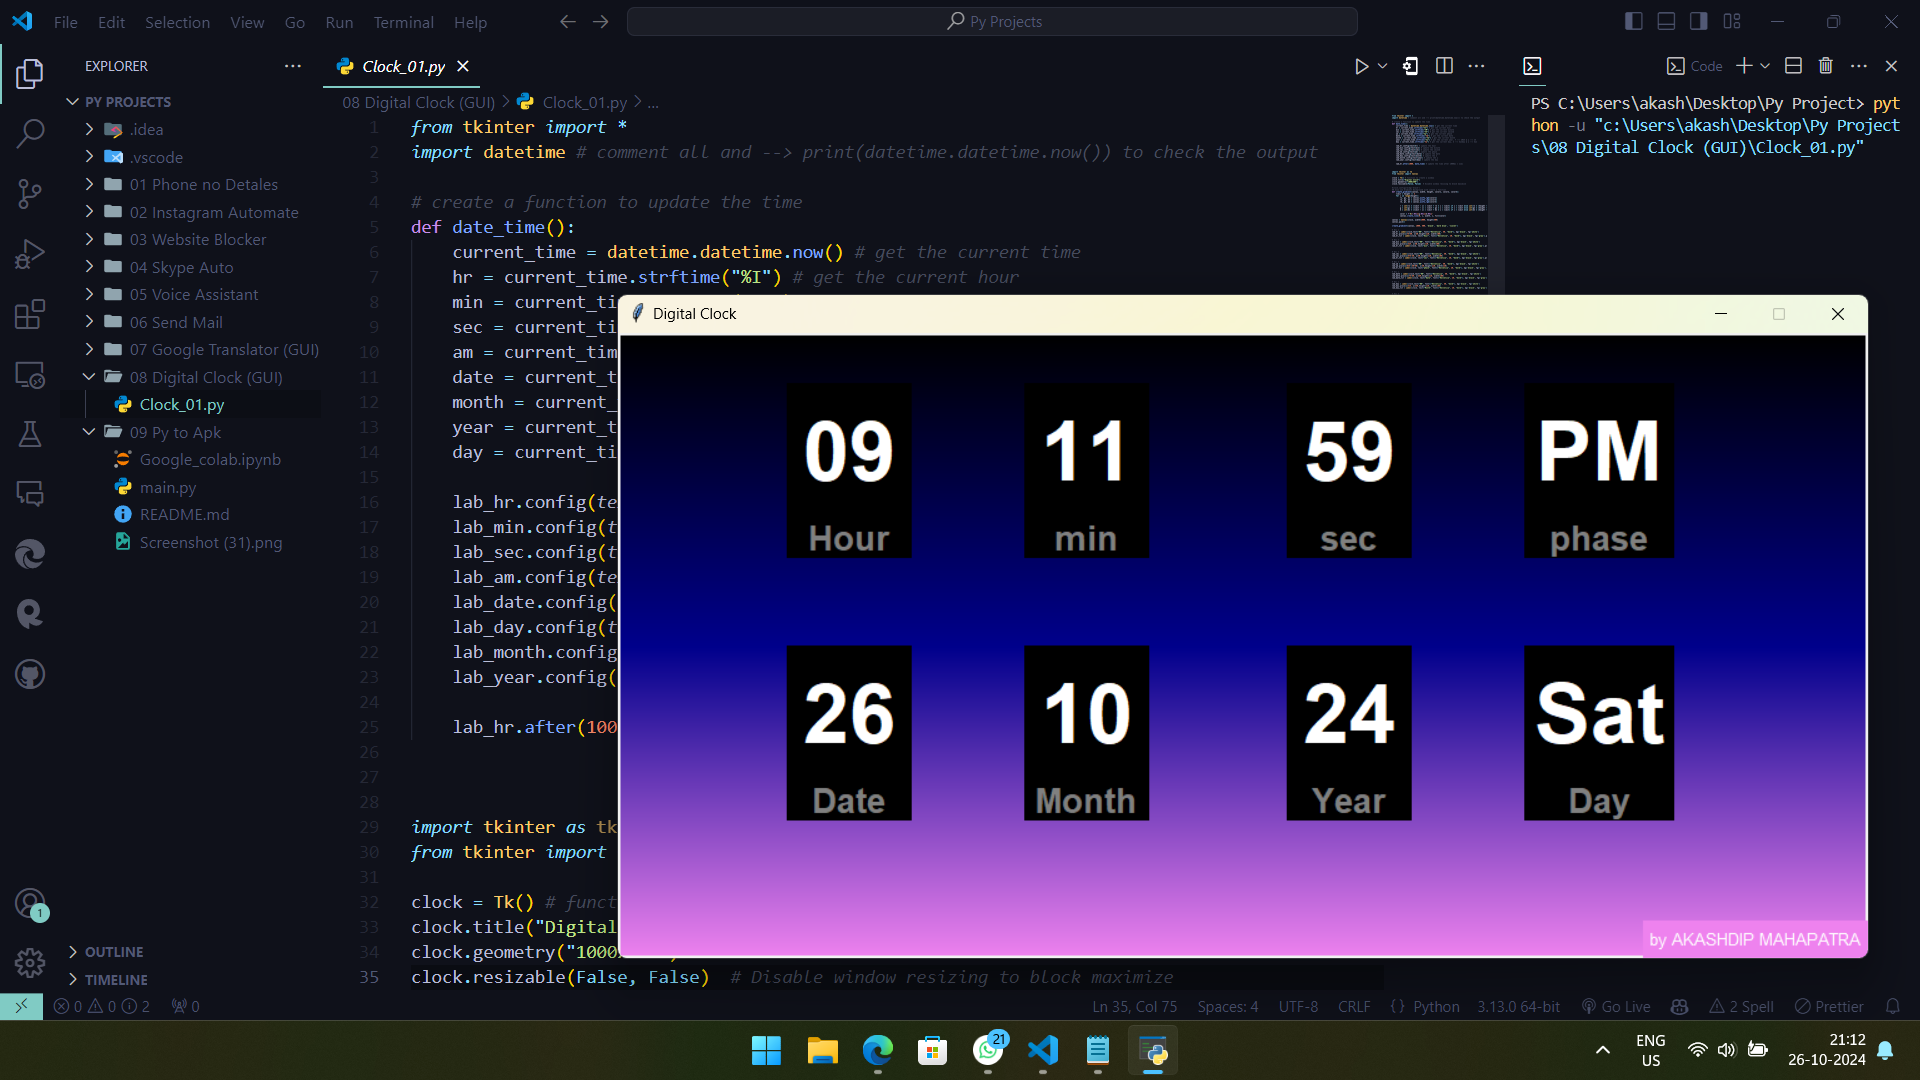 File Edit Selection View Go Run Terminal Help
Py Projects
EXPLORER
PY PROJECTS
.idea
.vscode
01 Phone no Detales
02 Instagram Automate
03 Website Blocker
04 Skype Auto
05 Voice Assistant
06 Send Mail
07 Google Translator (GUI)
08 Digital Clock (GUI)
Clock_01.py
09 Py to Apk
Google_colab.ipynb
main.py
README.md
Screenshot (31).png
OUTLINE
TIMELINE
1
Clock_01.py
08 Digital Clock (GUI) > Clock_01.py > ...
1 from tkinter import *
2 import datetime # comment all and --> print(datetime.datetime.now()) to check the output
3
4 # create a function to update the time
5 def date_time():
6 current_time = datetime.datetime.now() # get the current time
7 hr = current_time.strftime("%I") # get the current hour
8 min = current_ti
9 sec = current_ti
10 am = current_tim
11 date = current_t
12 month = current_
13 year = current_t
14 day = current_ti
15
16 lab_hr.config(te
17 lab_min.config(t
18 lab_sec.config(t
19 lab_am.config(te
20 lab_date.config(
21 lab_day.config(t
22 lab_month.config
23 lab_year.config(
24
25 lab_hr.after(100
26
27
28
29 import tkinter as tk
30 from tkinter import
31
32 clock = Tk() # funct
33 clock.title("Digital
34 clock.geometry("1000
35 clock.resizable(False, False) # Disable window resizing to block maximize
Code
PS C:\Users\akash\Desktop\Py Project> pyt
hon -u "c:\Users\akash\Desktop\Py Project
s\08 Digital Clock (GUI)\Clock_01.py"
Digital Clock
09 11 59 PM
Hour min sec phase
26 10 24 Sat
Date Month Year Day
by AKASHDIP MAHAPATRA
0 0 2 0
Ln 35, Col 75 Spaces: 4 UTF-8 CRLF {} Python 3.13.0 64-bit Go Live 2 Spell Prettier
21
ENG
US
21:12
26-10-2024